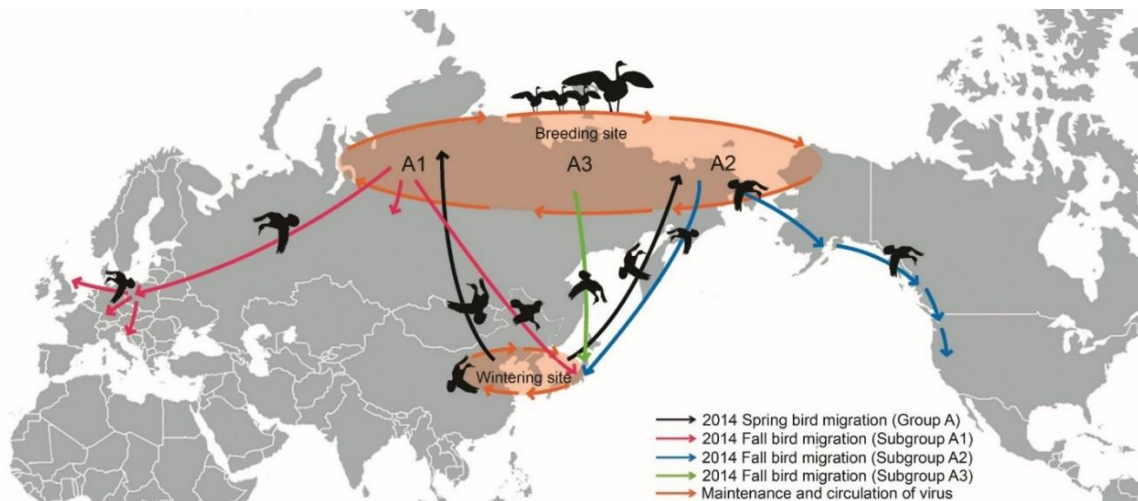 Breeding site
A1
A3
A2
Wintering site
2014 Spring bird migration (Group A)
2014 Fall bird migration (Subgroup A1)
2014 Fall bird migration (Subgroup A2)
2014 Fall bird migration (Subgroup A3)
Maintenance and circulation of virus